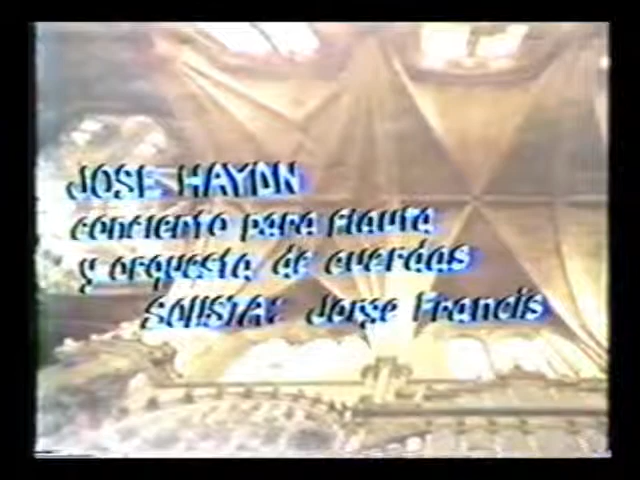 JOSE HAYDN
concierto para flauta
y orquesta de cuerdas
SOLISTA: Jorge Francis